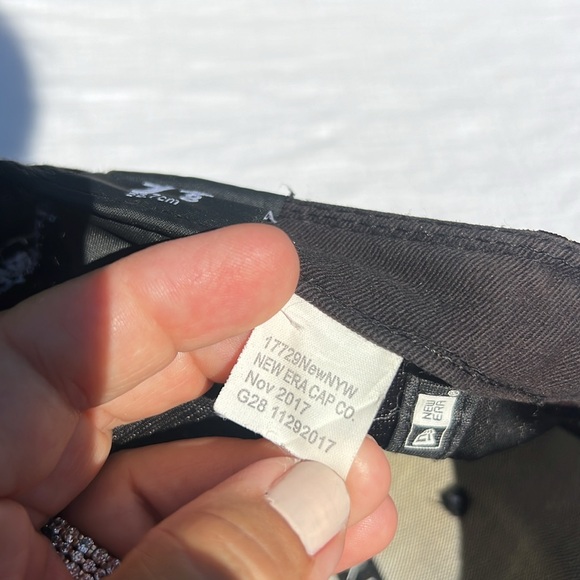 A
17729NewNYW
NEW ERA CAP CO.
Nov 2017
G28 11292017
NEW ERA